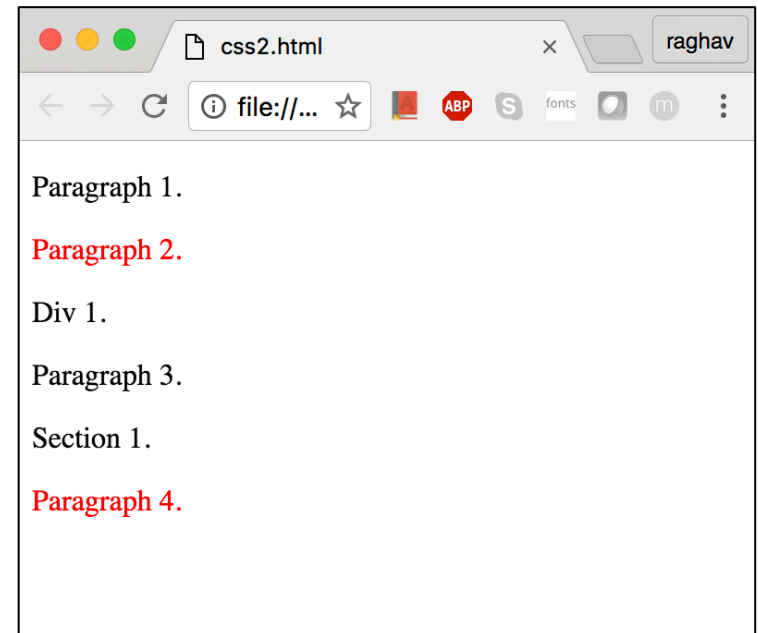 css2.html × raghav
file://... A ABP S fonts m
Paragraph 1.
Paragraph 2.
Div 1.
Paragraph 3.
Section 1.
Paragraph 4.